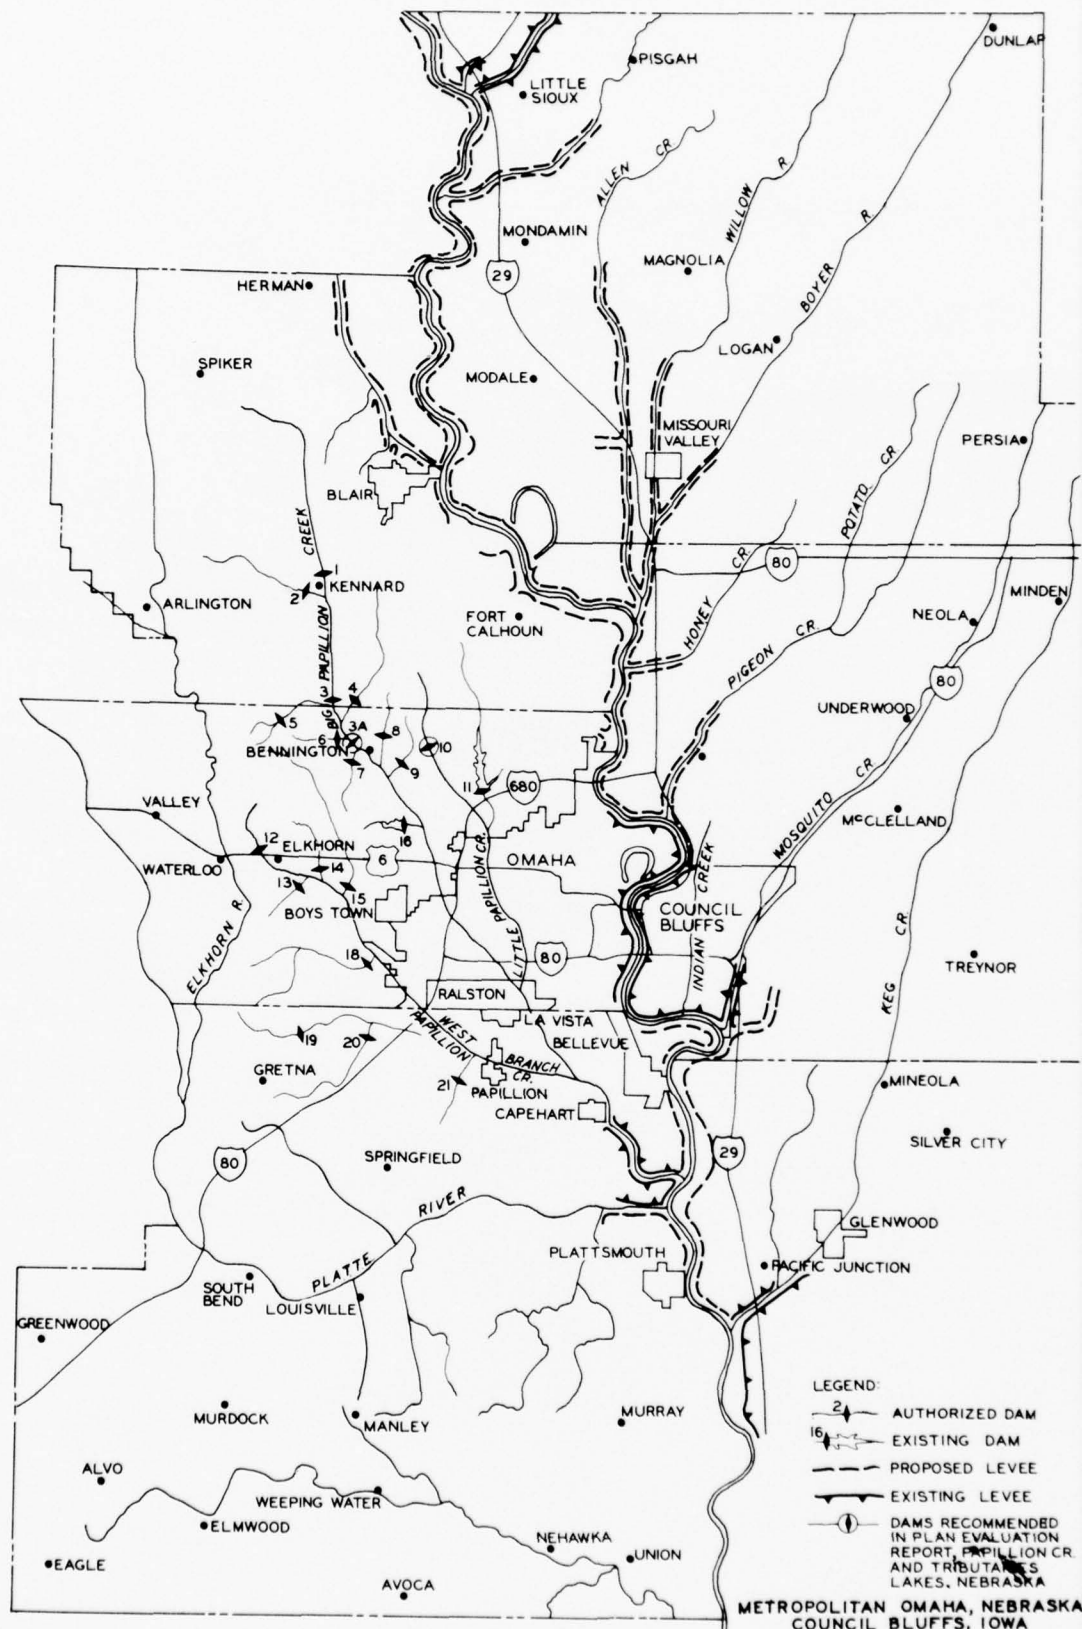 DUNLAP
PISGAH
LITTLE
SIOUX
ALLEN CR.
WILLOW R.
BOYER R.
MONDAMIN
MAGNOLIA
29
HERMAN
LOGAN
SPIKER
MODALE
MISSOURI
VALLEY
PERSIA
POTATO CR.
BLAIR
CREEK
HONEY CR.
80
1
KENNARD
2
MINDEN
ARLINGTON
NEOLA
FORT
CALHOUN
PAPILLION
PIGEON CR.
80
3
4
BIG
UNDERWOOD
5
3A
6
8
10
BENNINGTON
7
9
11
680
MOSQUITO CR.
VALLEY
McCLELLAND
12
ELKHORN
16
6
OMAHA
WATERLOO
14
13
15
BOYS TOWN
LITTLE PAPILLION CR.
COUNCIL
BLUFFS
INDIAN CREEK
KEG CR.
ELKHORN R.
18
80
TREYNOR
RALSTON
LA VISTA
WEST
PAPILLION
BRANCH
CR.
19
20
BELLEVUE
GRETNA
21
PAPILLION
MINEOLA
CAPEHART
SILVER CITY
80
SPRINGFIELD
29
PLATTE RIVER
GLENWOOD
PLATTSMOUTH
PACIFIC JUNCTION
SOUTH
BEND
LOUISVILLE
GREENWOOD
MURDOCK
MANLEY
MURRAY
ALVO
WEEPING WATER
ELMWOOD
NEHAWKA
EAGLE
UNION
AVOCA
LEGEND:
2 AUTHORIZED DAM
16 EXISTING DAM
PROPOSED LEVEE
EXISTING LEVEE
DAMS RECOMMENDED
IN PLAN EVALUATION
REPORT, PAPILLION CR.
AND TRIBUTARIES
LAKES, NEBRASKA
METROPOLITAN OMAHA, NEBRASKA
COUNCIL BLUFFS, IOWA